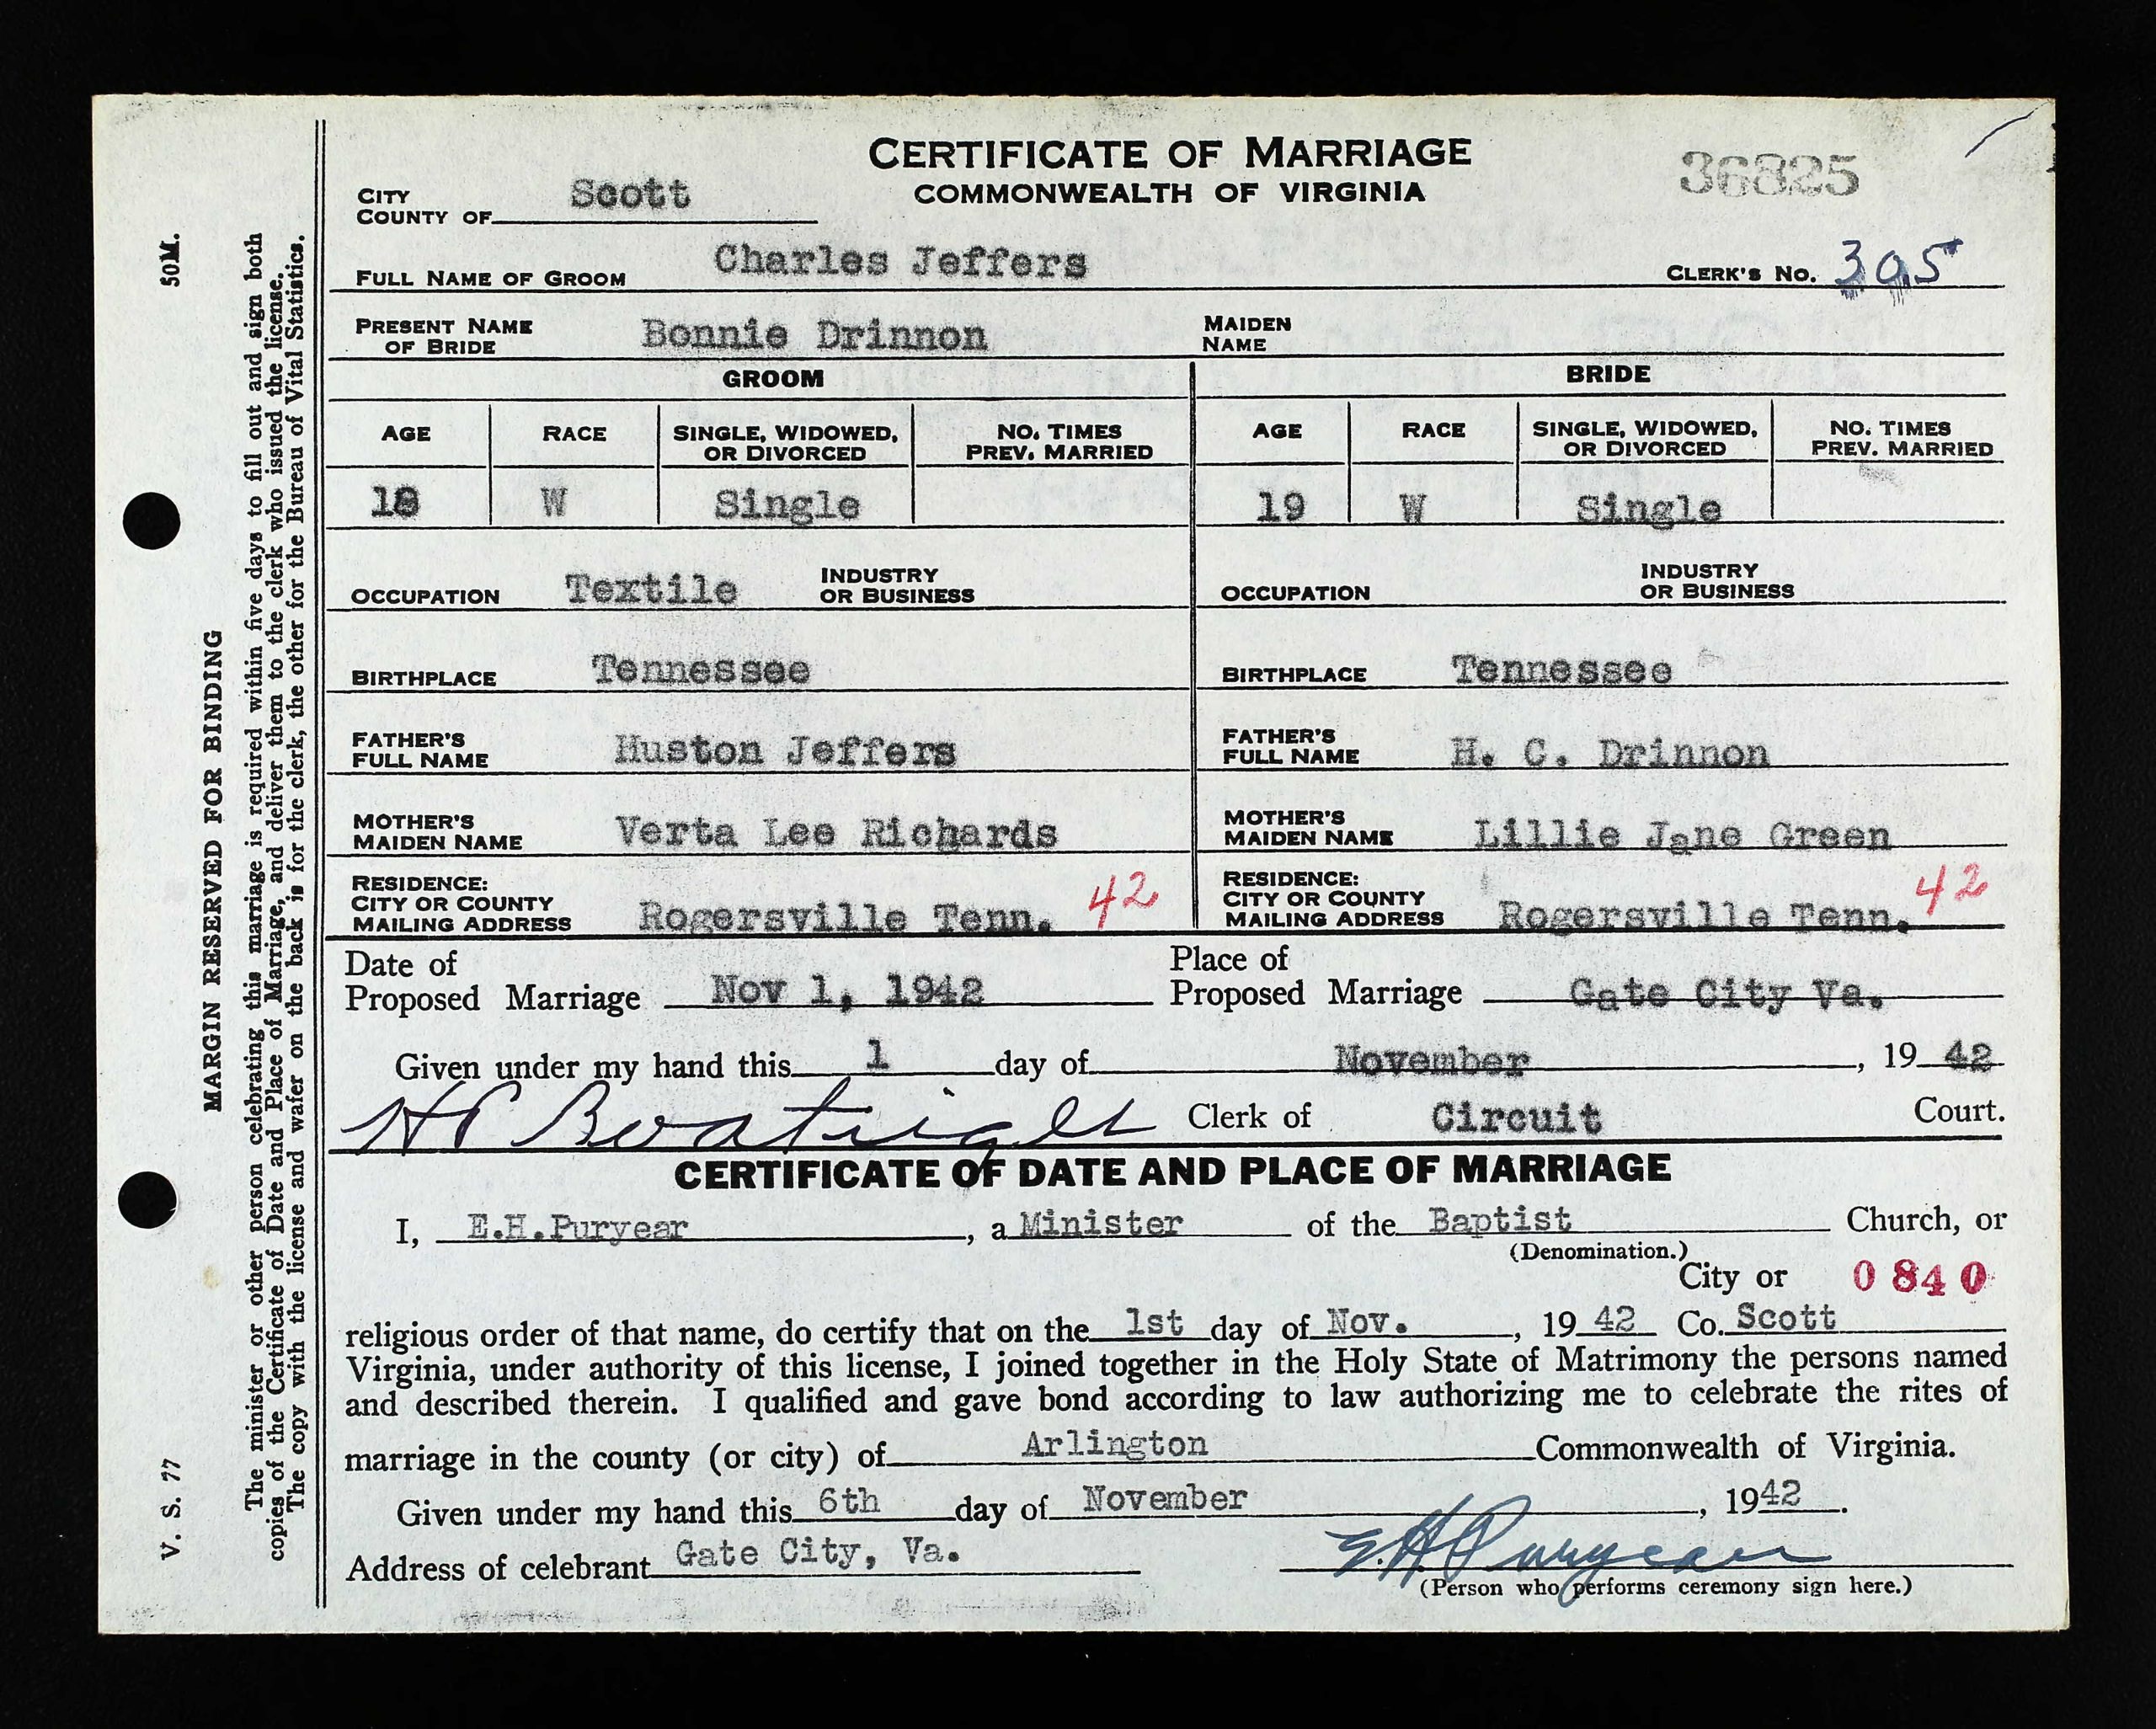 CERTIFICATE OF MARRIAGE
COMMONWEALTH OF VIRGINIA
36825
CITY
COUNTY OF Scott
FULL NAME OF GROOM Charles Jeffers CLERK'S NO. 305
PRESENT NAME OF BRIDE Bonnie Drinnon MAIDEN NAME
GROOM BRIDE
AGE RACE SINGLE, WIDOWED, OR DIVORCED NO. TIMES PREV. MARRIED AGE RACE SINGLE, WIDOWED, OR DIVORCED NO. TIMES PREV. MARRIED
18 W Single 19 W Single
OCCUPATION Textile INDUSTRY OR BUSINESS OCCUPATION INDUSTRY OR BUSINESS
BIRTHPLACE Tennessee BIRTHPLACE Tennessee
FATHER'S FULL NAME Huston Jeffers FATHER'S FULL NAME H. C. Drinnon
MOTHER'S MAIDEN NAME Verta Lee Richards MOTHER'S MAIDEN NAME Lillie Jane Green
RESIDENCE: CITY OR COUNTY MAILING ADDRESS Rogersville Tenn. 42 RESIDENCE: CITY OR COUNTY MAILING ADDRESS Rogersville Tenn. 42
Date of Proposed Marriage Nov 1, 1942 Place of Proposed Marriage Gate City Va.
Given under my hand this 1 day of November, 19 42
H C Boatright Clerk of Circuit Court.
CERTIFICATE OF DATE AND PLACE OF MARRIAGE
I, E.H.Puryear, a Minister of the Baptist Church, or
(Denomination.)
City or 0840
religious order of that name, do certify that on the 1st day of Nov., 19 42 Co. Scott
Virginia, under authority of this license, I joined together in the Holy State of Matrimony the persons named
and described therein. I qualified and gave bond according to law authorizing me to celebrate the rites of
marriage in the county (or city) of Arlington Commonwealth of Virginia.
Given under my hand this 6th day of November, 1942.
Address of celebrant Gate City, Va. E.H Puryear
(Person who performs ceremony sign here.)
V. S. 77 50M.
MARGIN RESERVED FOR BINDING
The minister or other person celebrating this marriage is required within five days to fill out and sign both
copies of the Certificate of Date and Place of Marriage, and deliver them to the clerk who issued the license.
The copy with the license and wafer on the back is for the clerk, the other for the Bureau of Vital Statistics.